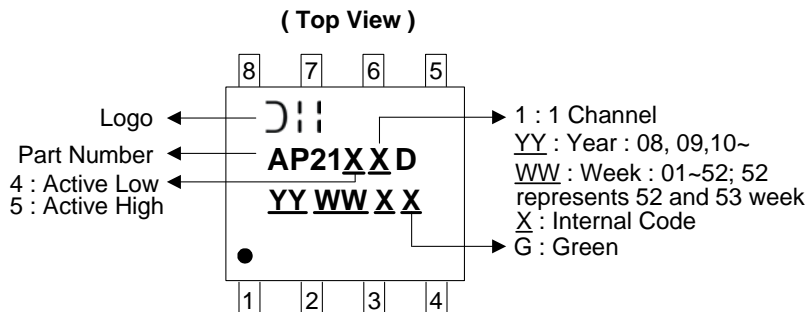 ( Top View )
8 7 6 5
Logo
Part Number
4 : Active Low
5 : Active High
AP21X X D
YY WW X X
1 : 1 Channel
YY : Year : 08, 09,10~
WW : Week : 01~52; 52
represents 52 and 53 week
X : Internal Code
G : Green
1 2 3 4